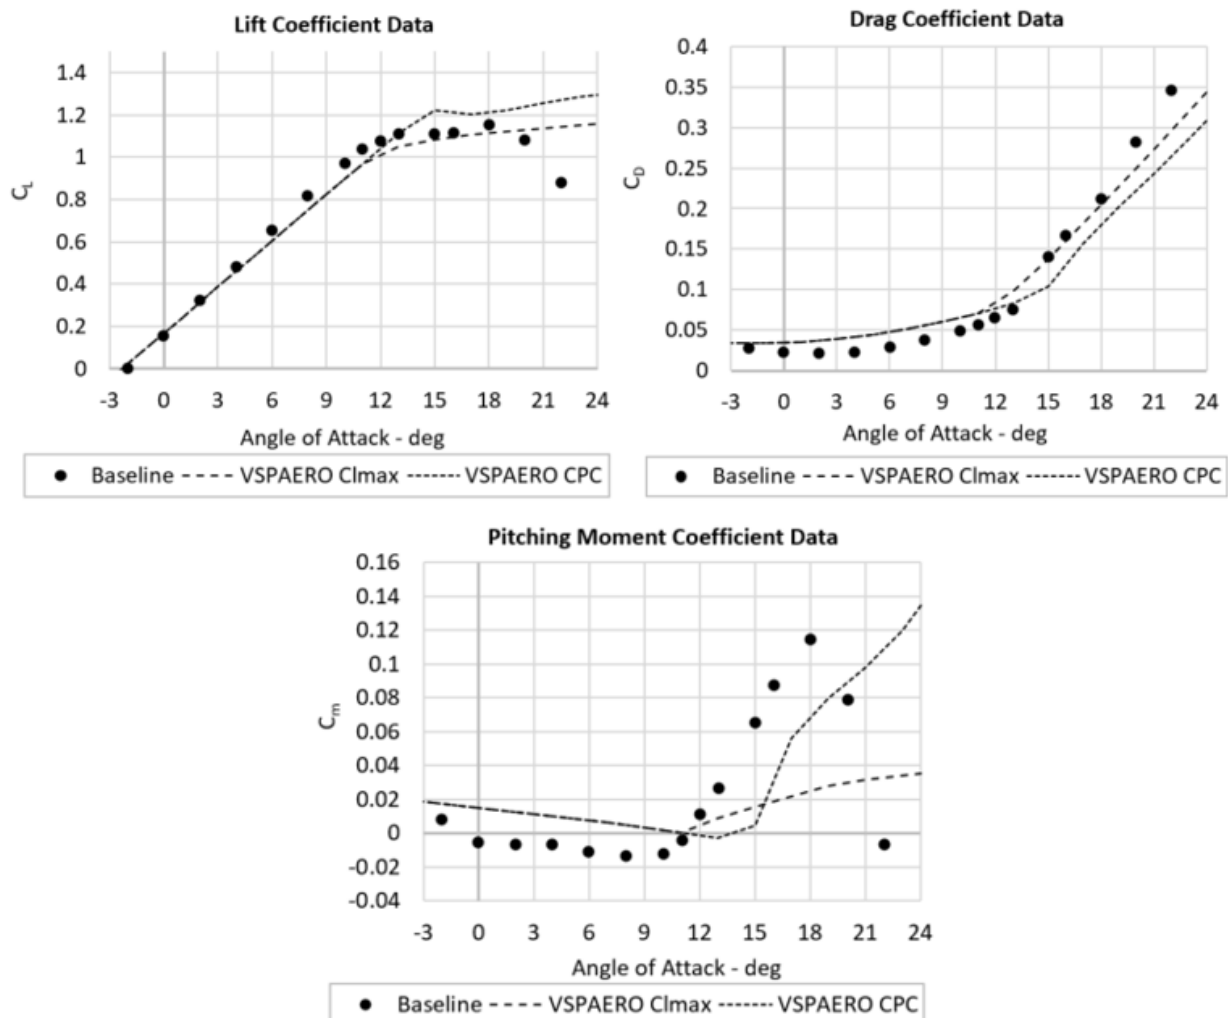 Lift Coefficient Data
1.4
1.2
1
0.8
0.6
0.4
0.2
0
C_L
-3 0 3 6 9 12 15 18 21 24
Angle of Attack - deg
Baseline VSPAERO Clmax VSPAERO CPC
Drag Coefficient Data
0.4
0.35
0.3
0.25
0.2
0.15
0.1
0.05
0
C_D
-3 0 3 6 9 12 15 18 21 24
Angle of Attack - deg
Baseline VSPAERO Clmax VSPAERO CPC
Pitching Moment Coefficient Data
0.16
0.14
0.12
0.1
0.08
0.06
0.04
0.02
0
-0.02
-0.04
C_m
-3 0 3 6 9 12 15 18 21 24
Angle of Attack - deg
Baseline VSPAERO Clmax VSPAERO CPC